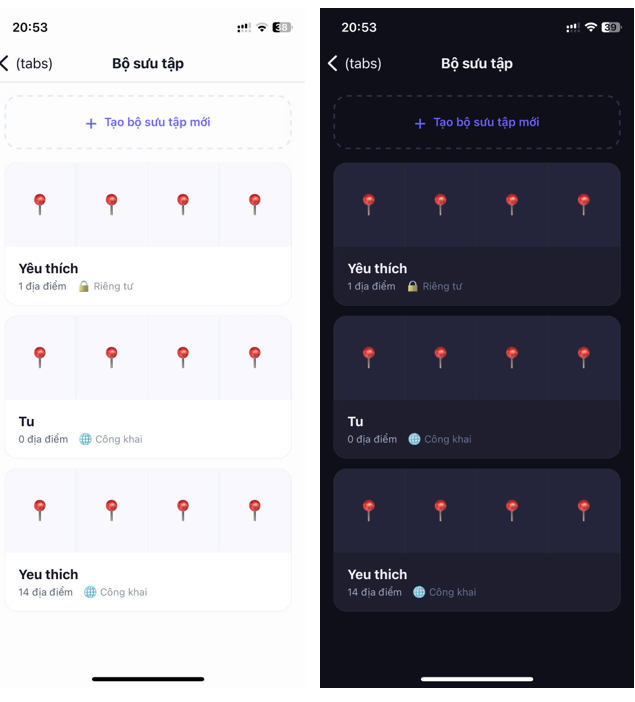 20:53
38
(tabs)
Bộ sưu tập
+ Tạo bộ sưu tập mới
Yêu thích
1 địa điểm 🔒 Riêng tư
Tu
0 địa điểm 🌐 Công khai
Yeu thich
14 địa điểm 🌐 Công khai
20:53
39
(tabs)
Bộ sưu tập
+ Tạo bộ sưu tập mới
Yêu thích
1 địa điểm 🔒 Riêng tư
Tu
0 địa điểm 🌐 Công khai
Yeu thich
14 địa điểm 🌐 Công khai